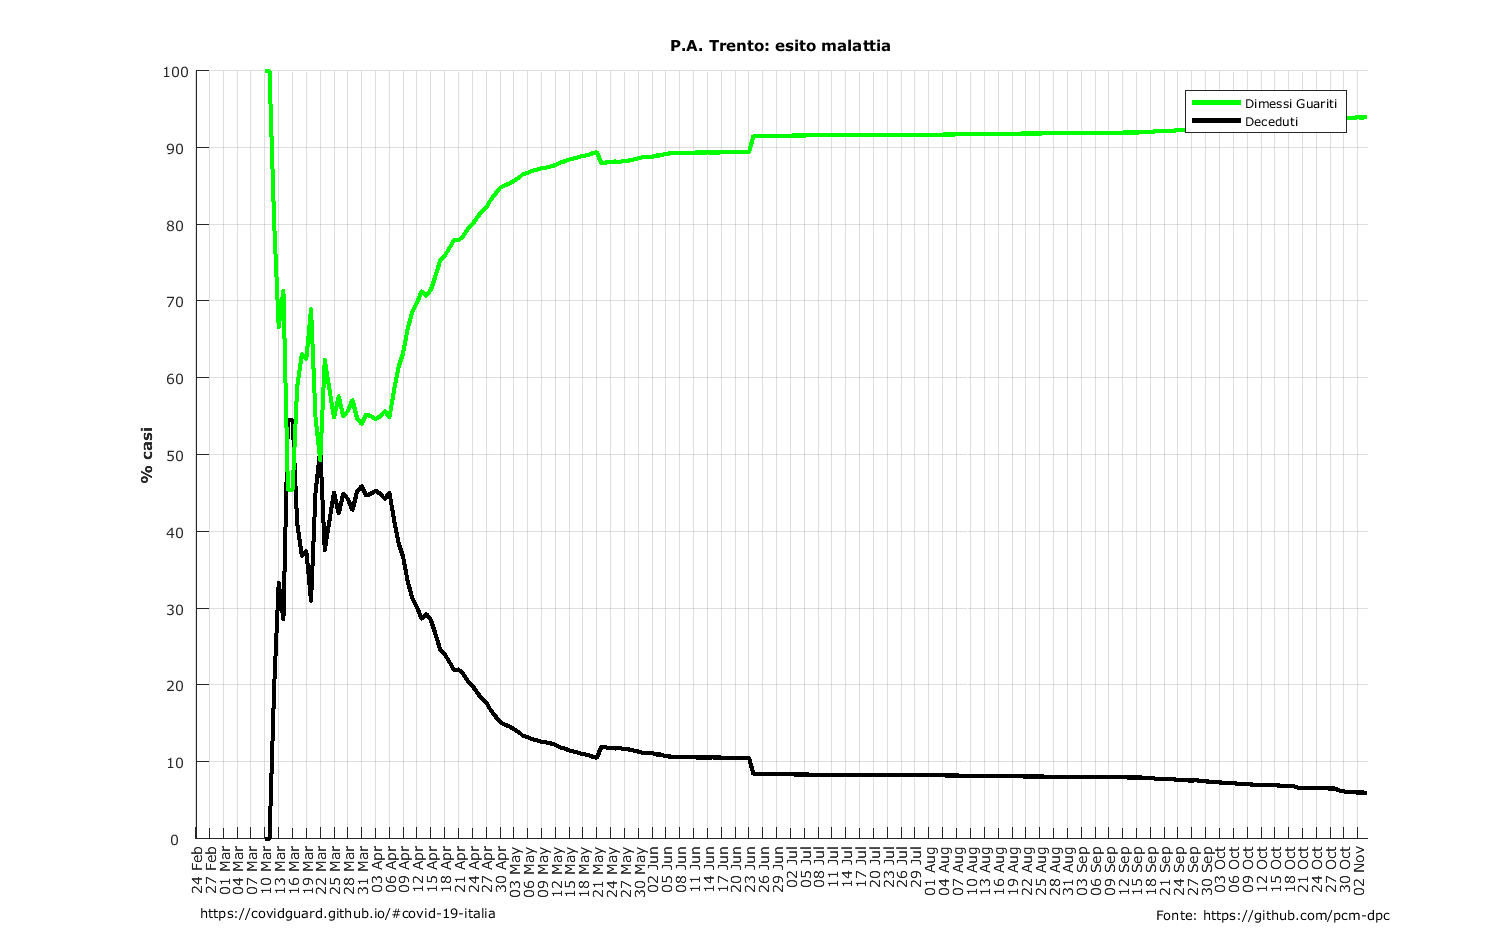 P.A. Trento: esito malattia
100
90
80
70
60
50
40
30
20
10
0
% casi
Dimessi Guariti
Deceduti
24 Feb
27 Feb
01 Mar
04 Mar
07 Mar
10 Mar
13 Mar
16 Mar
19 Mar
22 Mar
25 Mar
28 Mar
31 Mar
03 Apr
06 Apr
09 Apr
12 Apr
15 Apr
18 Apr
21 Apr
24 Apr
27 Apr
30 Apr
03 May
06 May
09 May
12 May
15 May
18 May
21 May
24 May
27 May
30 May
02 Jun
05 Jun
08 Jun
11 Jun
14 Jun
17 Jun
20 Jun
23 Jun
26 Jun
29 Jun
02 Jul
05 Jul
08 Jul
11 Jul
14 Jul
17 Jul
20 Jul
23 Jul
26 Jul
29 Jul
01 Aug
04 Aug
07 Aug
10 Aug
13 Aug
16 Aug
19 Aug
22 Aug
25 Aug
28 Aug
31 Aug
03 Sep
06 Sep
09 Sep
12 Sep
15 Sep
18 Sep
21 Sep
24 Sep
27 Sep
30 Sep
03 Oct
06 Oct
09 Oct
12 Oct
15 Oct
18 Oct
21 Oct
24 Oct
27 Oct
30 Oct
02 Nov
https://covidguard.github.io/#covid-19-italia
Fonte: https://github.com/pcm-dpc